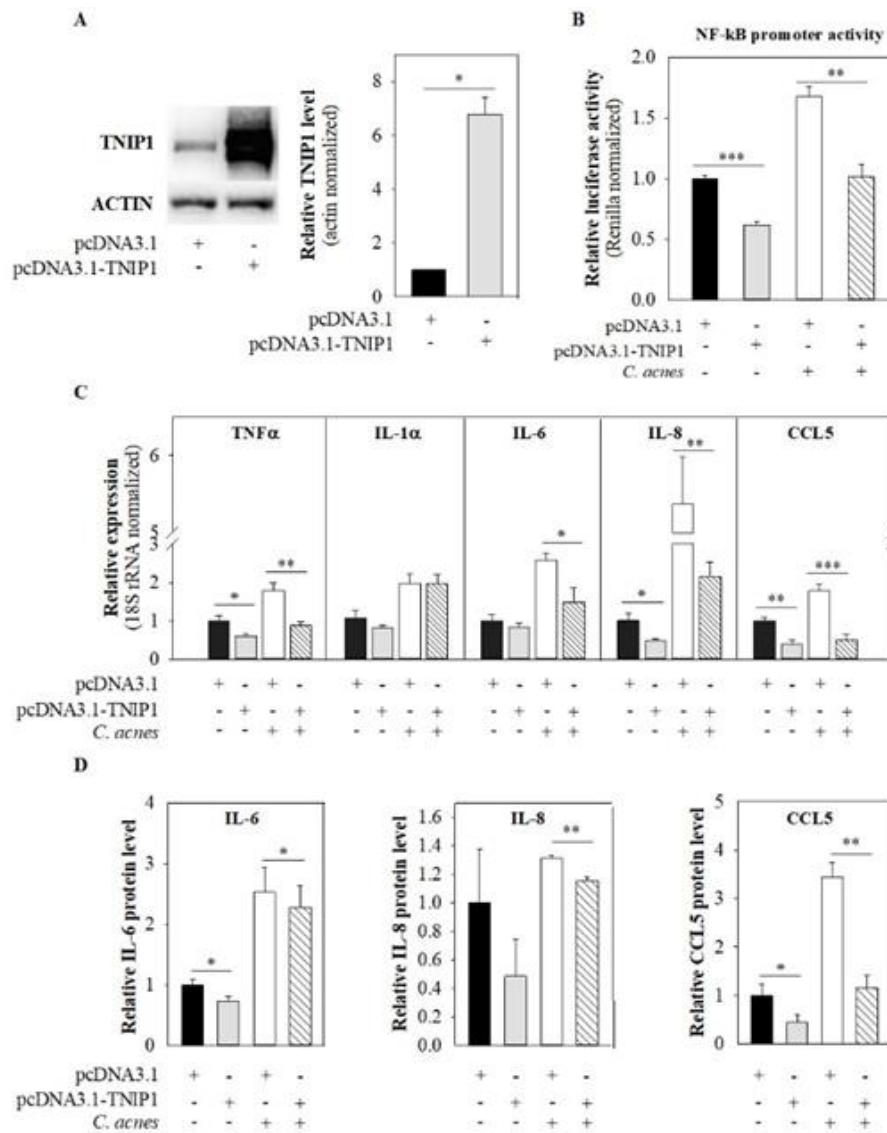 A
TNIP1
ACTIN
pcDNA3.1 + -
pcDNA3.1-TNIP1 - +
Relative TNIP1 level
(actin normalized)
8
6
4
2
0
*
pcDNA3.1 + -
pcDNA3.1-TNIP1 - +
B
NF-kB promoter activity
Relative luciferase activity
(Renilla normalized)
2.0
1.5
1.0
0.5
0.0
*** **
pcDNA3.1 + - + -
pcDNA3.1-TNIP1 - + - +
C. acnes - - + +
C
TNFα IL-1α IL-6 IL-8 CCL5
Relative expression
(18S rRNA normalized)
6
5
3
2
1
0
* ** * * ** ** ***
pcDNA3.1 + - + - + - + - + - + - + - + - + - + -
pcDNA3.1-TNIP1 - + - + - + - + - + - + - + - + - + - +
C. acnes - - + + - - + + - - + + - - + + - - + +
D
IL-6
Relative IL-6 protein level
4
3
2
1
0
* *
IL-8
Relative IL-8 protein level
1.6
1.4
1.2
1.0
0.8
0.6
0.4
0.2
0.0
**
CCL5
Relative CCL5 protein level
5
4
3
2
1
0
* **
pcDNA3.1 + - + - + - + - + - + -
pcDNA3.1-TNIP1 - + - + - + - + - + - +
C. acnes - - + + - - + + - - + +